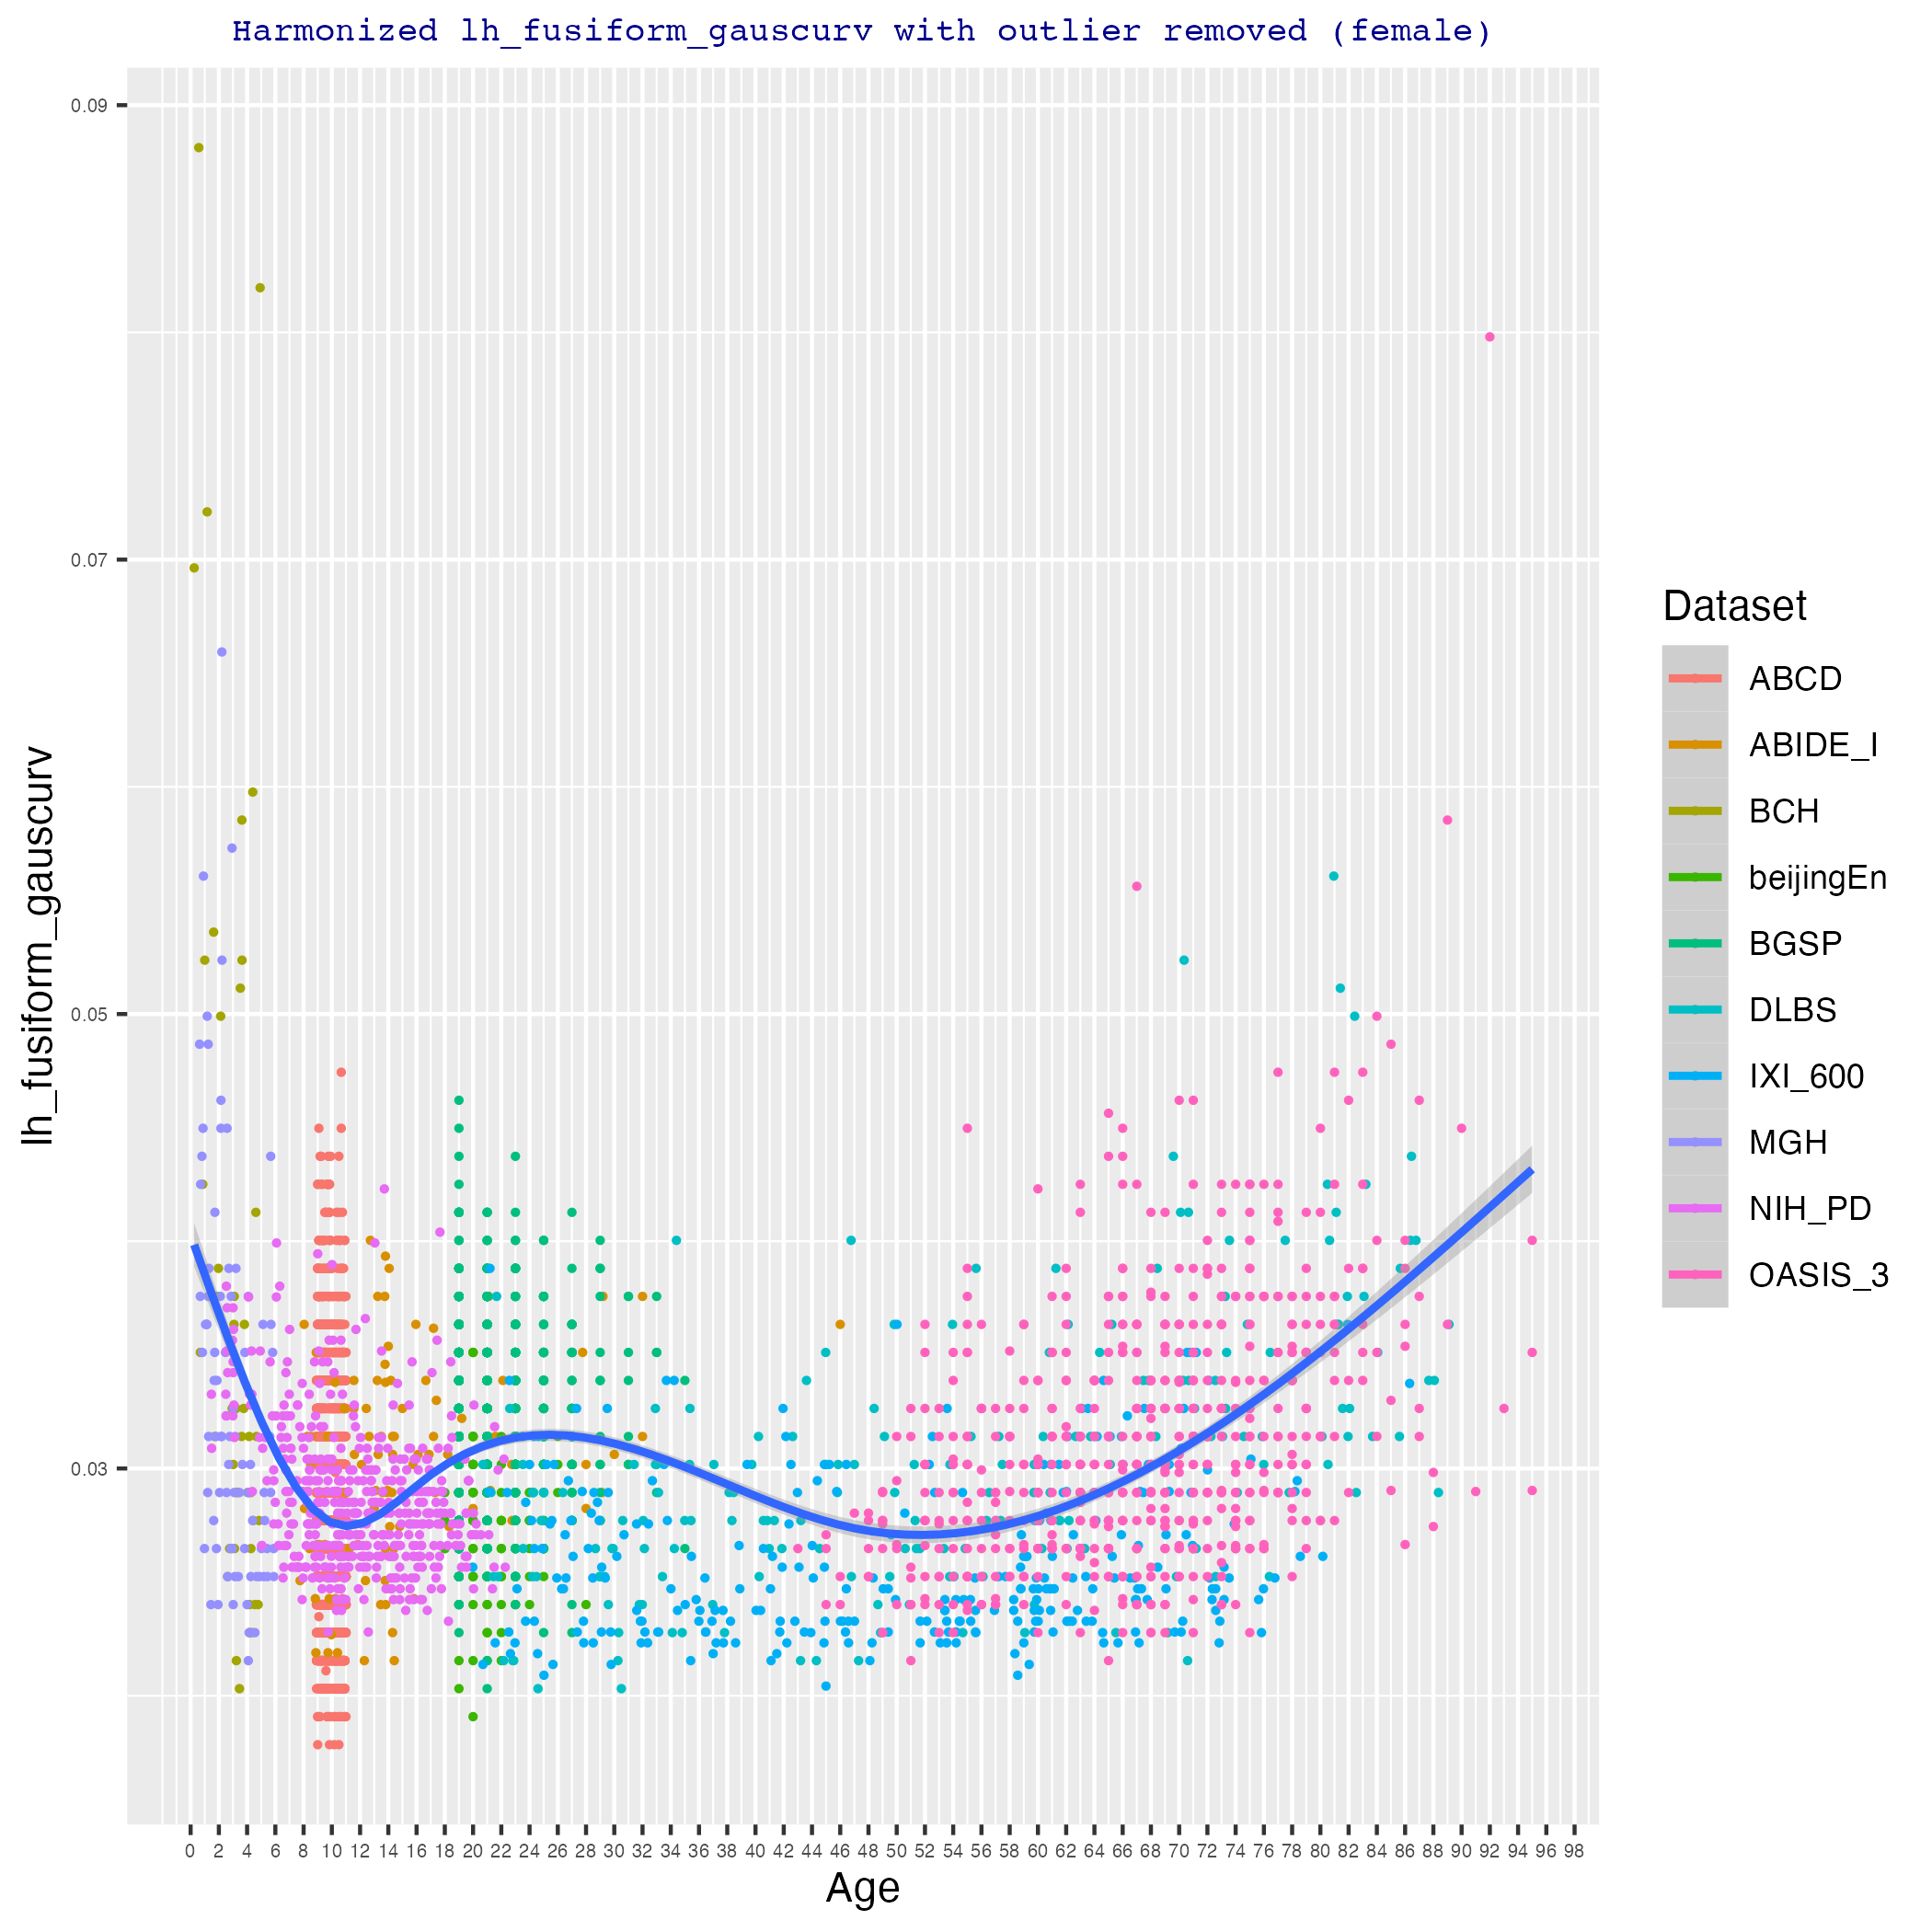 Harmonized lh_fusiform_gauscurv with outlier removed (female)
0.09
0.07
0.05
0.03
lh_fusiform_gauscurv
0 2 4 6 8 10 12 14 16 18 20 22 24 26 28 30 32 34 36 38 40 42 44 46 48 50 52 54 56 58 60 62 64 66 68 70 72 74 76 78 80 82 84 86 88 90 92 94 96 98
Age
Dataset
ABCD
ABIDE_I
BCH
beijingEn
BGSP
DLBS
IXI_600
MGH
NIH_PD
OASIS_3